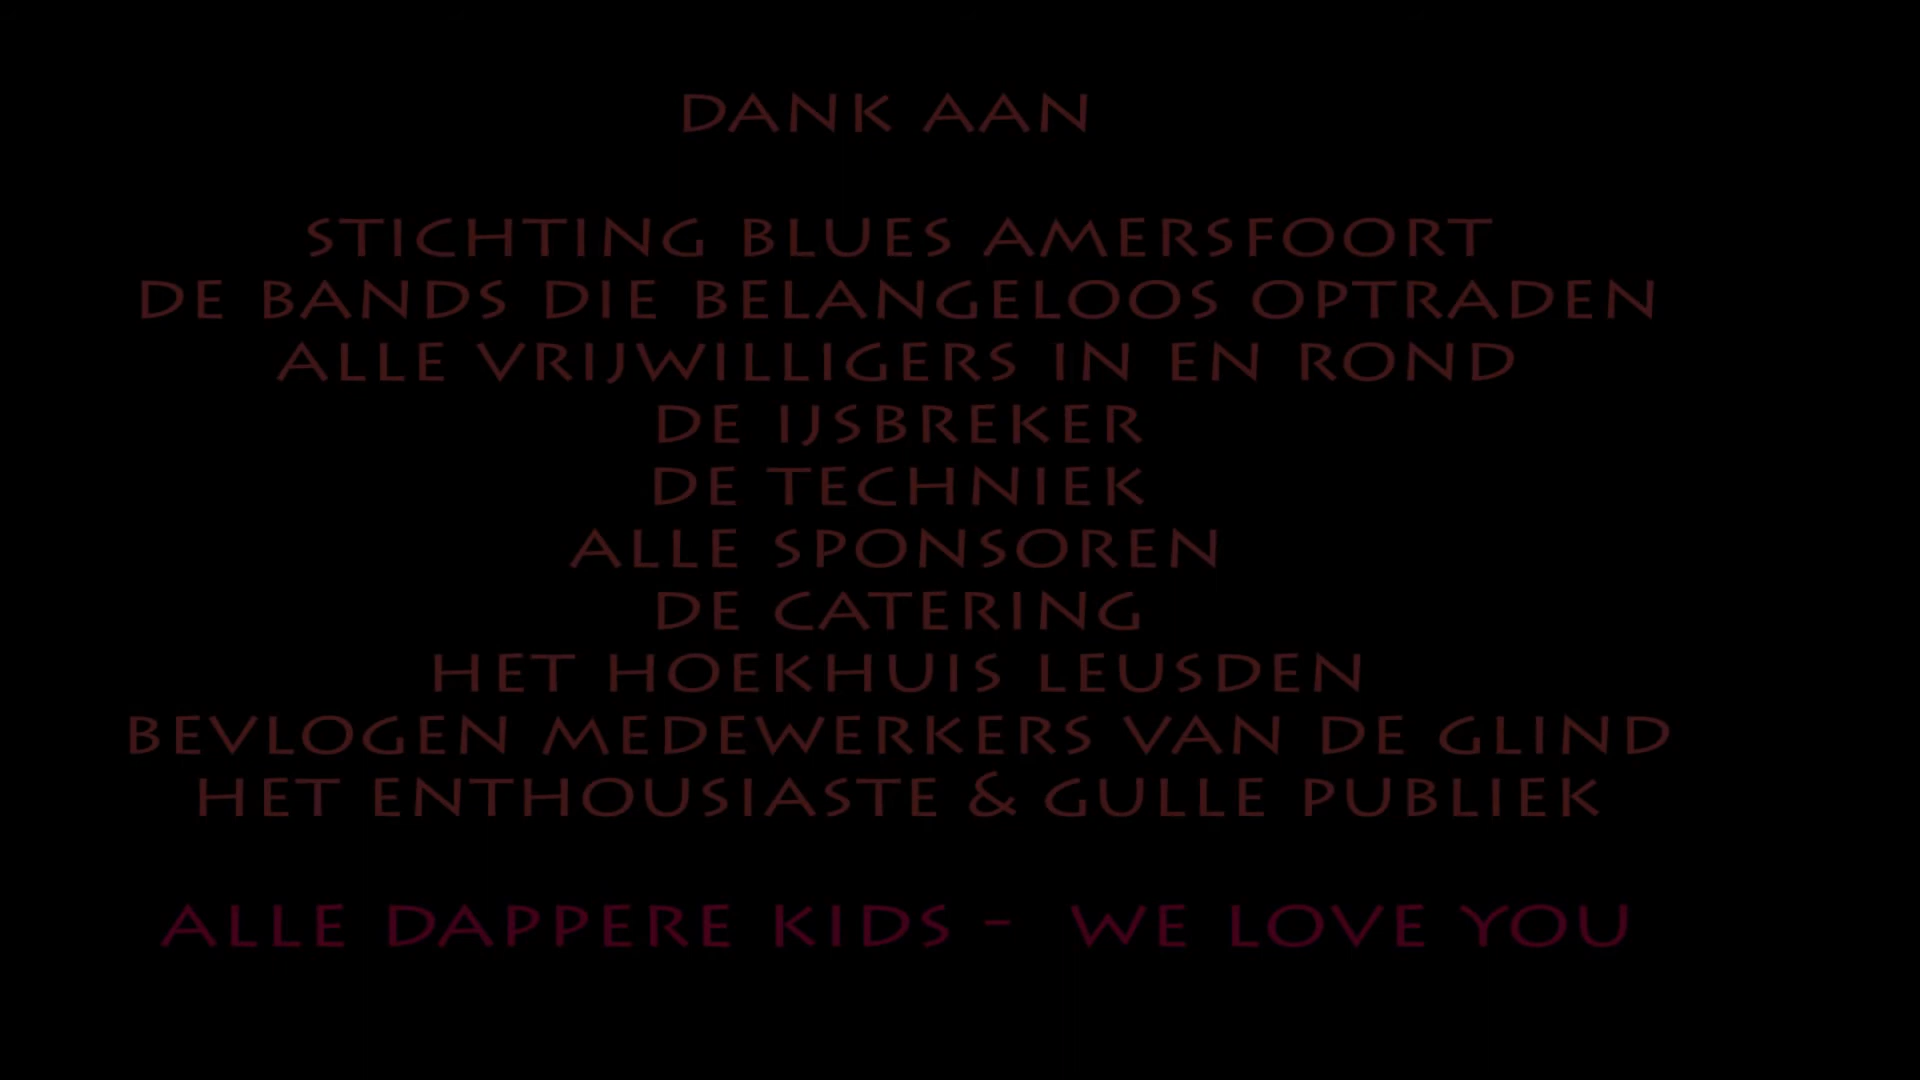 DANK AAN
STICHTING BLUES AMERSFOORT
DE BANDS DIE BELANGELOOS OPTRADEN
ALLE VRIJWILLIGERS IN EN ROND
DE IJSBREKER
DE TECHNIEK
ALLE SPONSOREN
DE CATERING
HET HOEKHUIS LEUSDEN
BEVLOGEN MEDEWERKERS VAN DE GLIND
HET ENTHOUSIASTE & GULLE PUBLIEK
ALLE DAPPERE KIDS - WE LOVE YOU